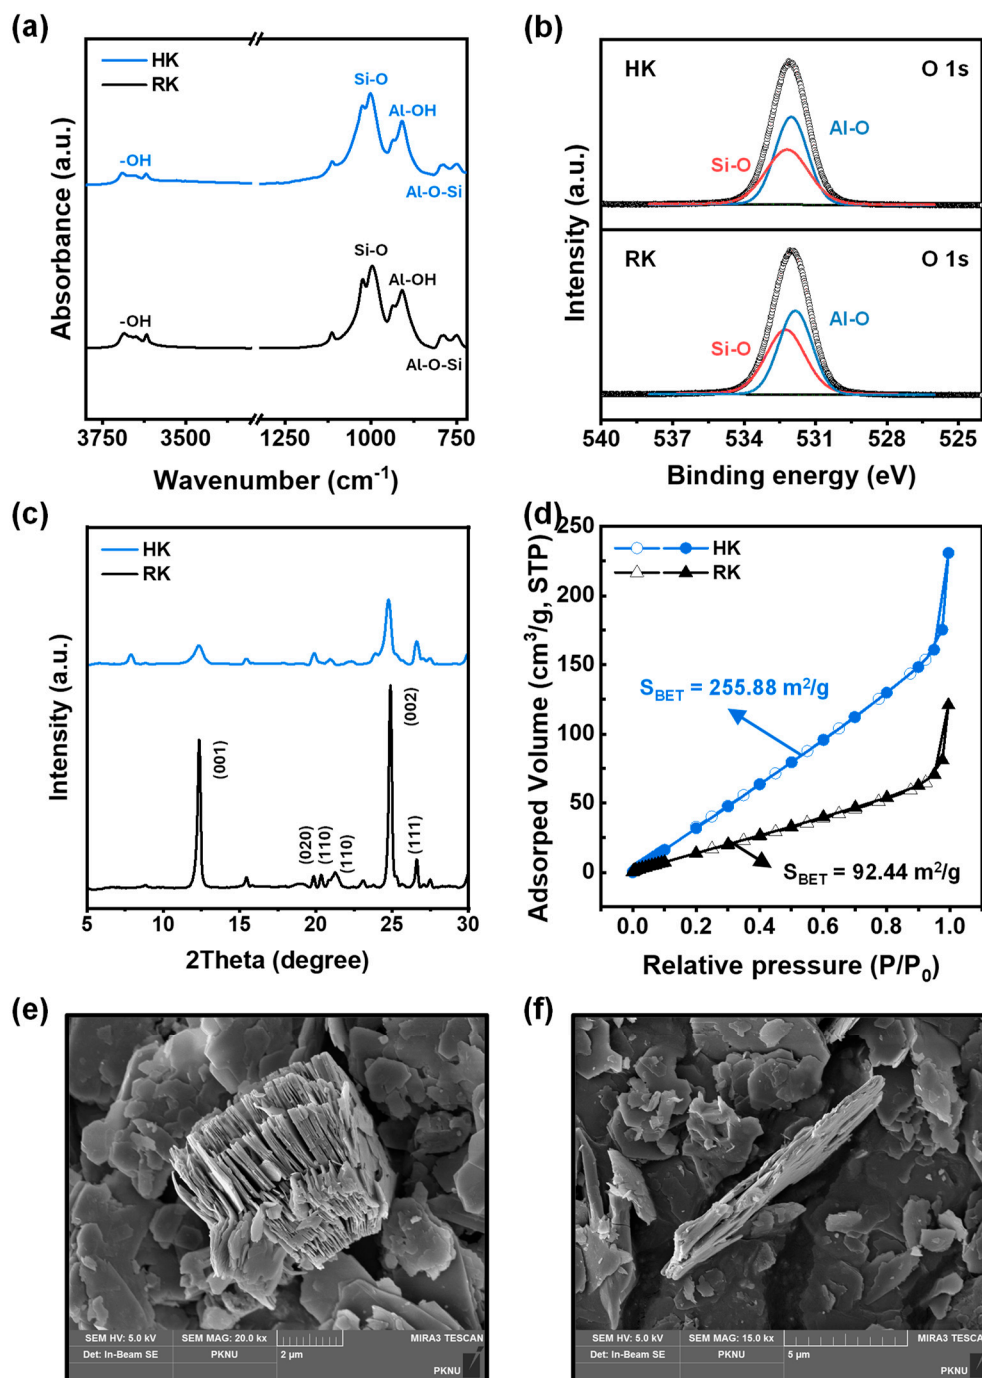 (a)
HK
RK
Si-O
Al-OH
-OH
Al-O-Si
Si-O
Al-OH
-OH
Al-O-Si
Absorbance (a.u.)
3750 3500 1250 1000 750
Wavenumber (cm⁻¹)
(b)
HK O 1s
Al-O
Si-O
RK O 1s
Al-O
Si-O
Intensity (a.u.)
540 537 534 531 528 525
Binding energy (eV)
(c)
HK
RK
(001)
(020)
(110)
(110)
(002)
(111)
Intensity (a.u.)
5 10 15 20 25 30
2Theta (degree)
(d)
HK
RK
S_BET = 255.88 m²/g
S_BET = 92.44 m²/g
Adsorped Volume (cm³/g, STP)
250
200
150
100
50
0
0.0 0.2 0.4 0.6 0.8 1.0
Relative pressure (P/P₀)
(e)
SEM HV: 5.0 kV SEM MAG: 20.0 kx MIRA3 TESCAN
Det: In-Beam SE PKNU 2 µm
PKNU
(f)
SEM HV: 5.0 kV SEM MAG: 15.0 kx MIRA3 TESCA
Det: In-Beam SE PKNU 5 µm
PKNU